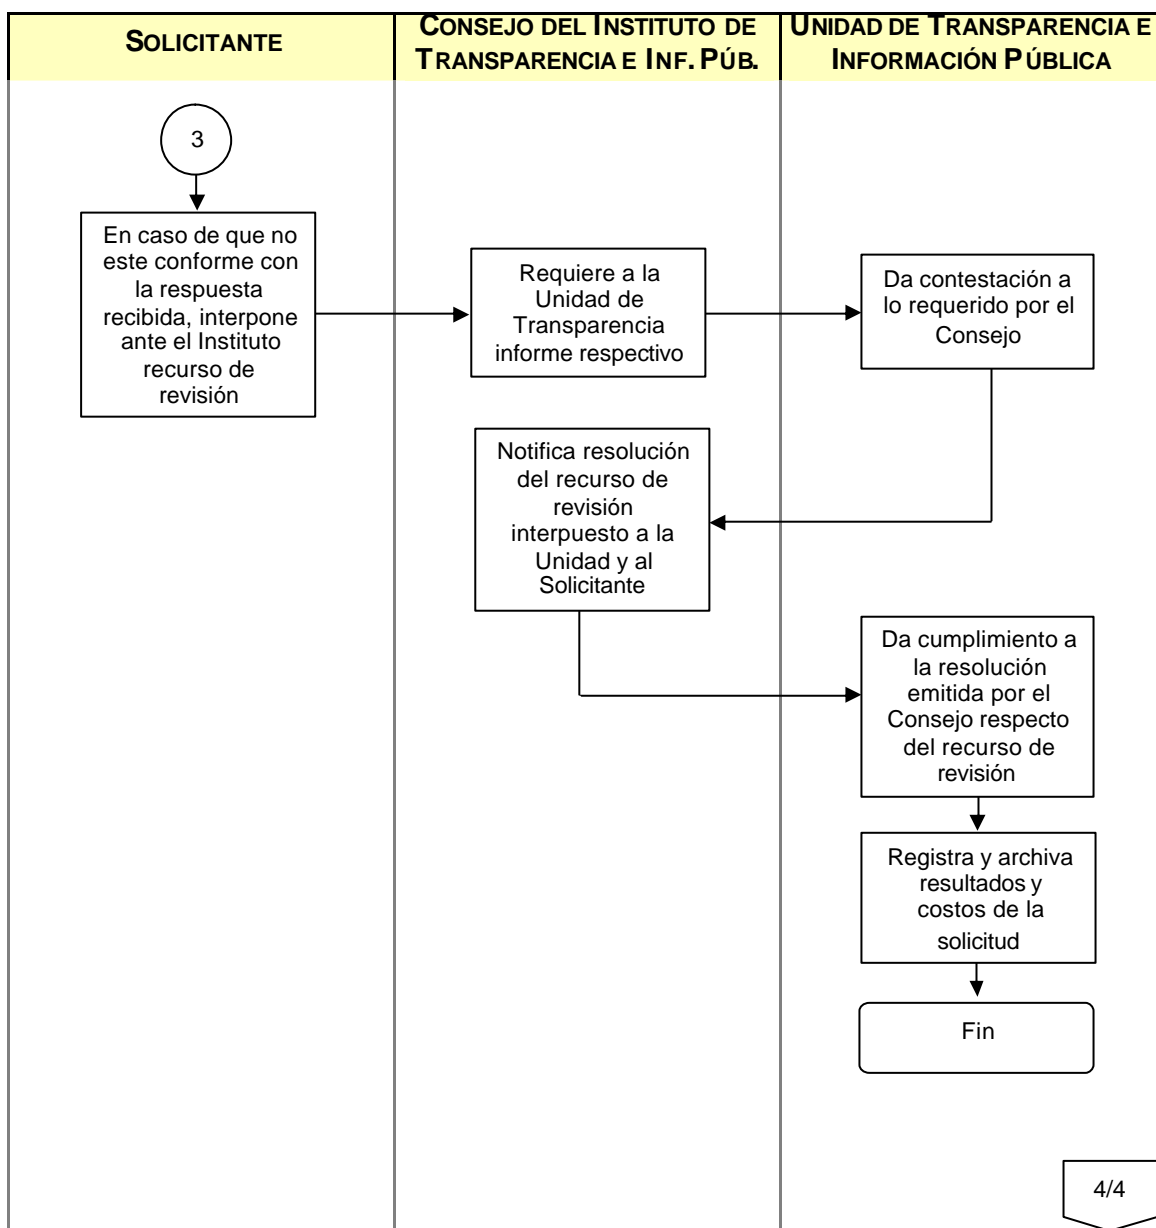 SOLICITANTE
CONSEJO DEL INSTITUTO DE
TRANSPARENCIA E INF. PÚB.
UNIDAD DE TRANSPARENCIA E
INFORMACIÓN PÚBLICA
3
En caso de que no
este conforme con
la respuesta
recibida, interpone
ante el Instituto
recurso de
revisión
Requiere a la
Unidad de
Transparencia
informe respectivo
Da contestación a
lo requerido por el
Consejo
Notifica resolución
del recurso de
revisión
interpuesto a la
Unidad y al
Solicitante
Da cumplimiento a
la resolución
emitida por el
Consejo respecto
del recurso de
revisión
Registra y archiva
resultados y
costos de la
solicitud
Fin
4/4